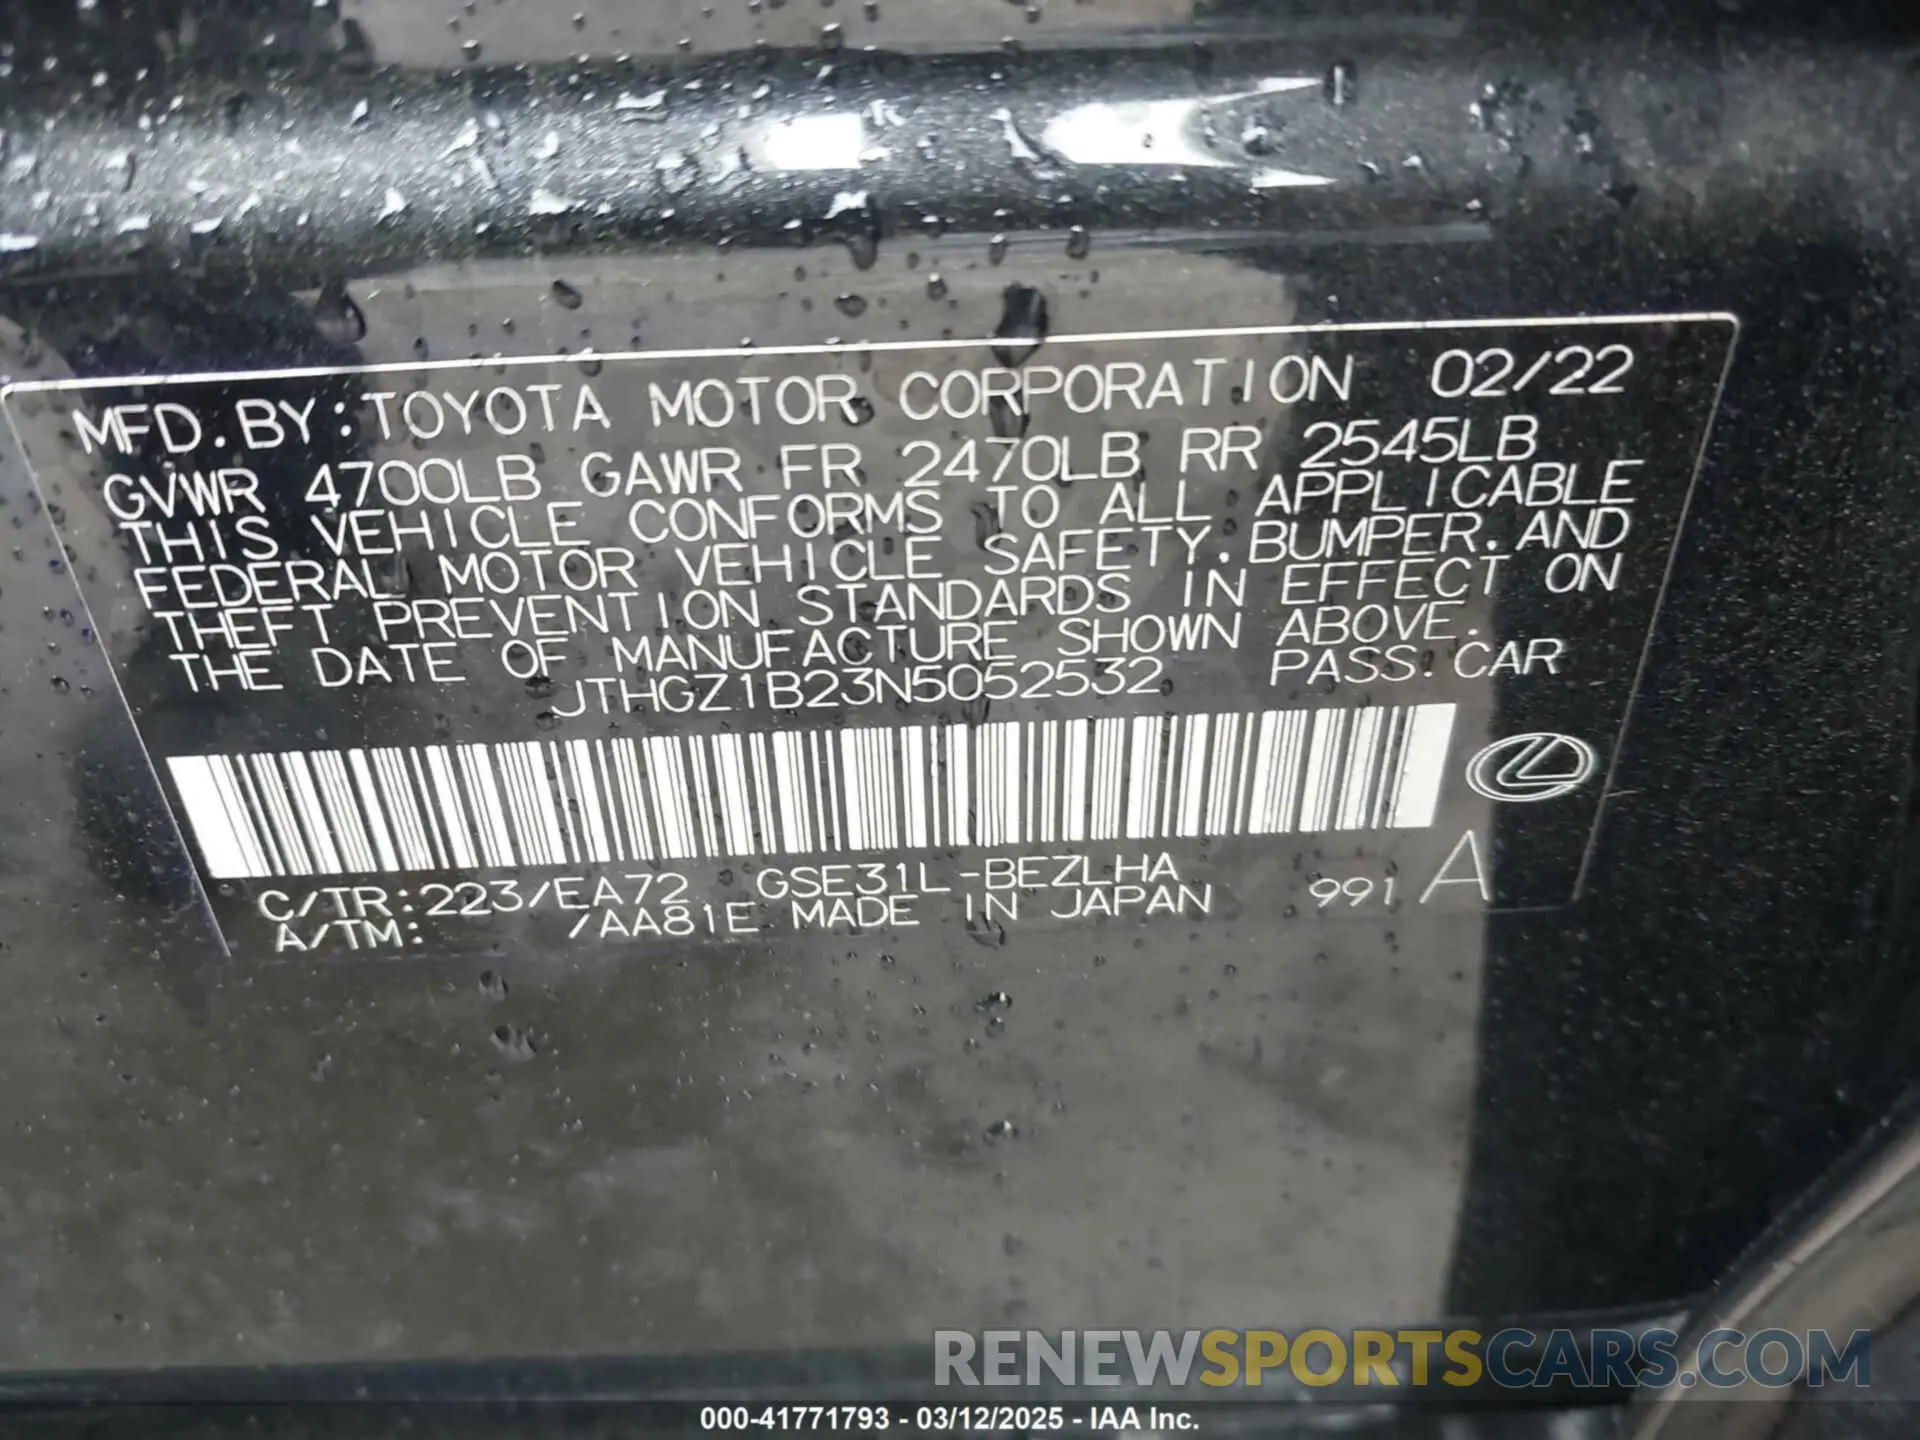 MFD. BY: TOYOTA MOTOR CORPORATION 02/22
GVWR 4700LB GAWR FR 2470LB RR 2545LB
THIS VEHICLE CONFORMS TO ALL APPLICABLE
FEDERAL MOTOR VEHICLE SAFETY, BUMPER, AND
THEFT PREVENTION STANDARDS IN EFFECT ON
THE DATE OF MANUFACTURE SHOWN ABOVE.
JTHGZ1B23N5052532 PASS. CAR
C/TR:223/EA72 GSE31L-BEZLHA
A/TM: /AA81E MADE IN JAPAN 991 A
RENEWSPORTSCARS.COM
000-41771793 - 03/12/2025 - IAA Inc.